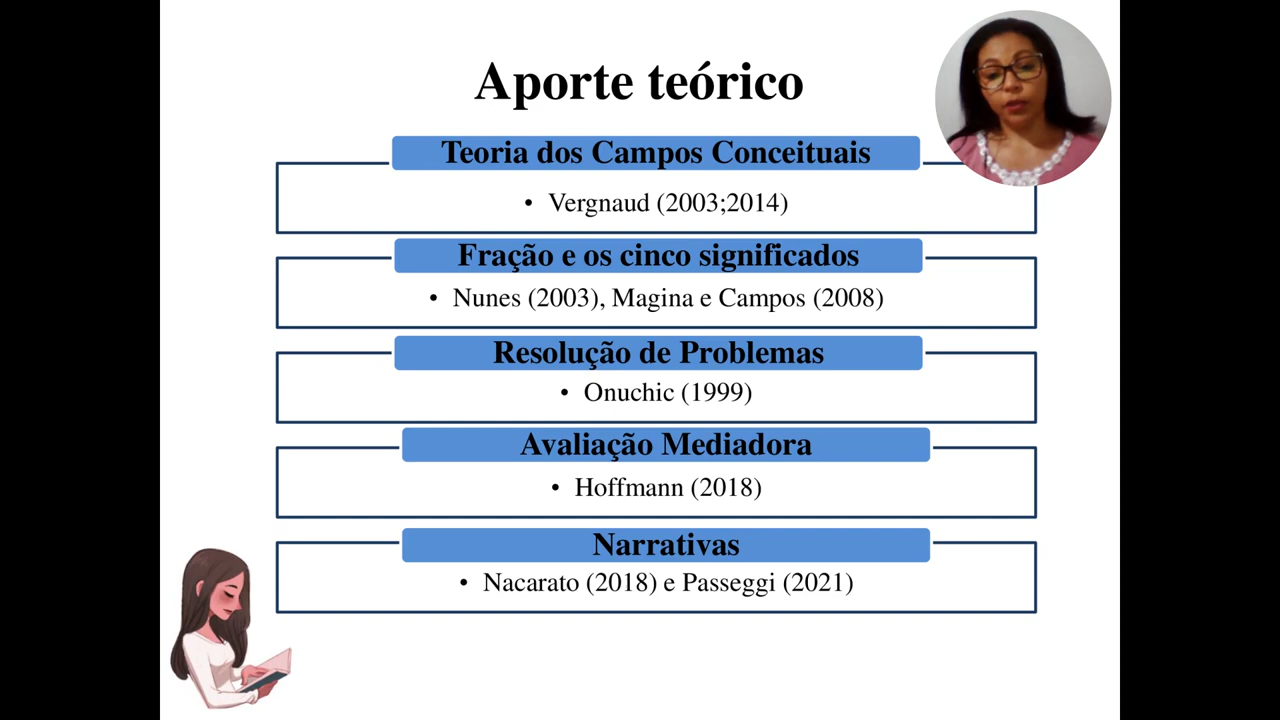 Aporte teórico
Teoria dos Campos Conceituais
• Vergnaud (2003;2014)
Fração e os cinco significados
• Nunes (2003), Magina e Campos (2008)
Resolução de Problemas
• Onuchic (1999)
Avaliação Mediadora
• Hoffmann (2018)
Narrativas
• Nacarato (2018) e Passeggi (2021)